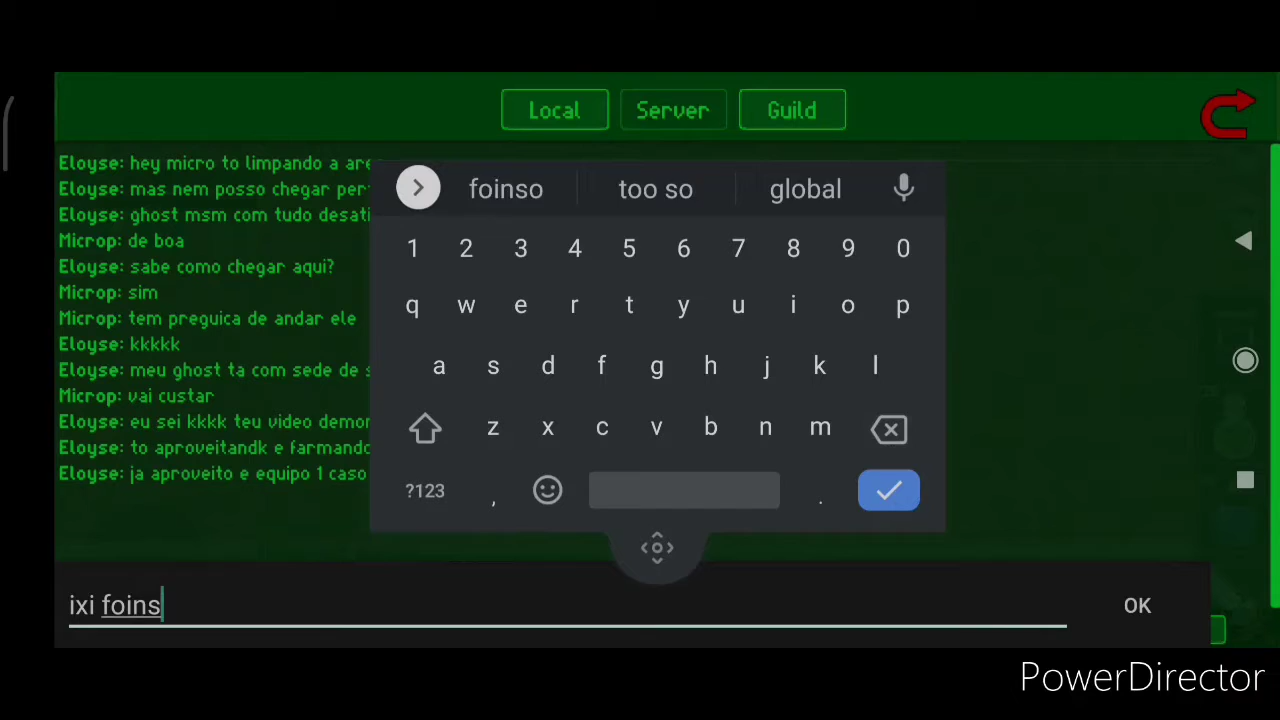 Local Server Guild
Eloyse: hey micro to limpando a are
Eloyse: mas nem posso chegar per
Eloyse: ghost msm com tudo desati
Microp: de boa
Eloyse: sabe como chegar aqui?
Microp: sim
Microp: tem preguica de andar ele
Eloyse: kkkkk
Eloyse: meu ghost ta com sede de s
Microp: vai custar
Eloyse: eu sei kkkk teu video demon
Eloyse: to aproveitandk e farmando
Eloyse: ja aproveito e equipo 1 caso
foinso too so global
1 2 3 4 5 6 7 8 9 0
q w e r t y u i o p
a s d f g h j k l
z x c v b n m
?123 , .
ixi foins
OK
PowerDirector